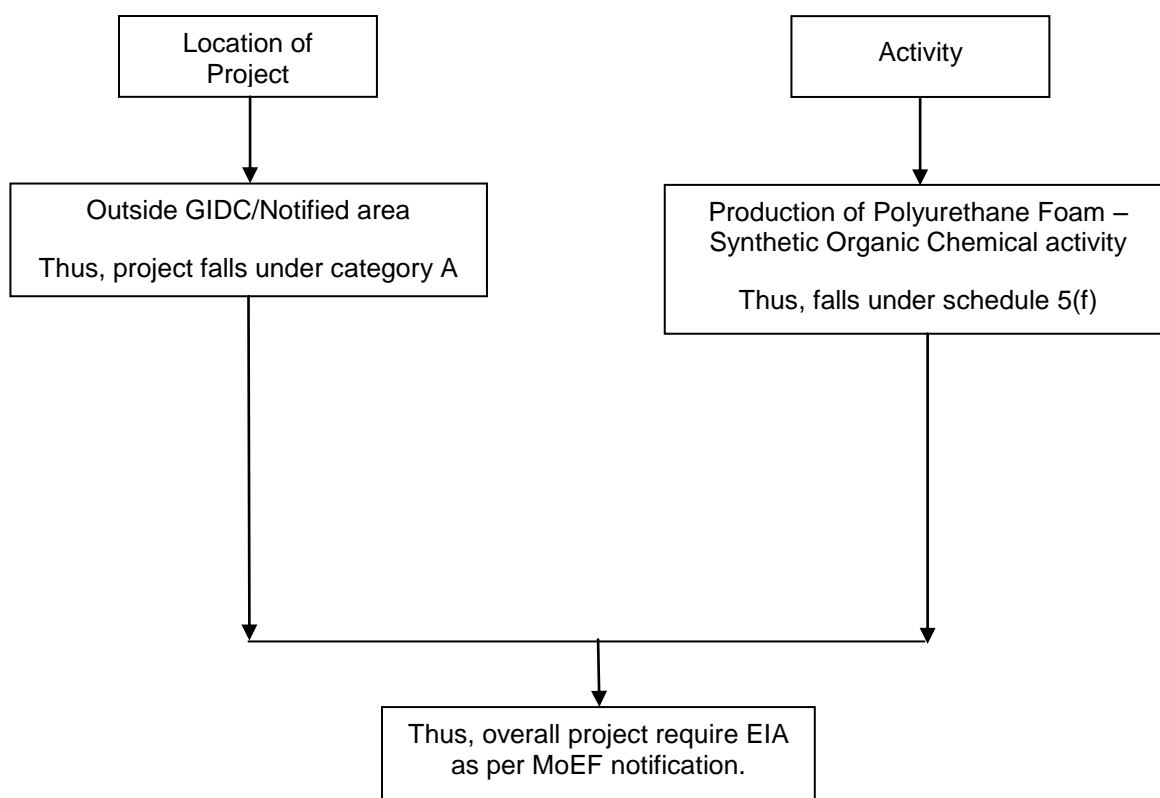 Location of
Project
Activity
Outside GIDC/Notified area
Thus, project falls under category A
Production of Polyurethane Foam –
Synthetic Organic Chemical activity
Thus, falls under schedule 5(f)
Thus, overall project require EIA
as per MoEF notification.